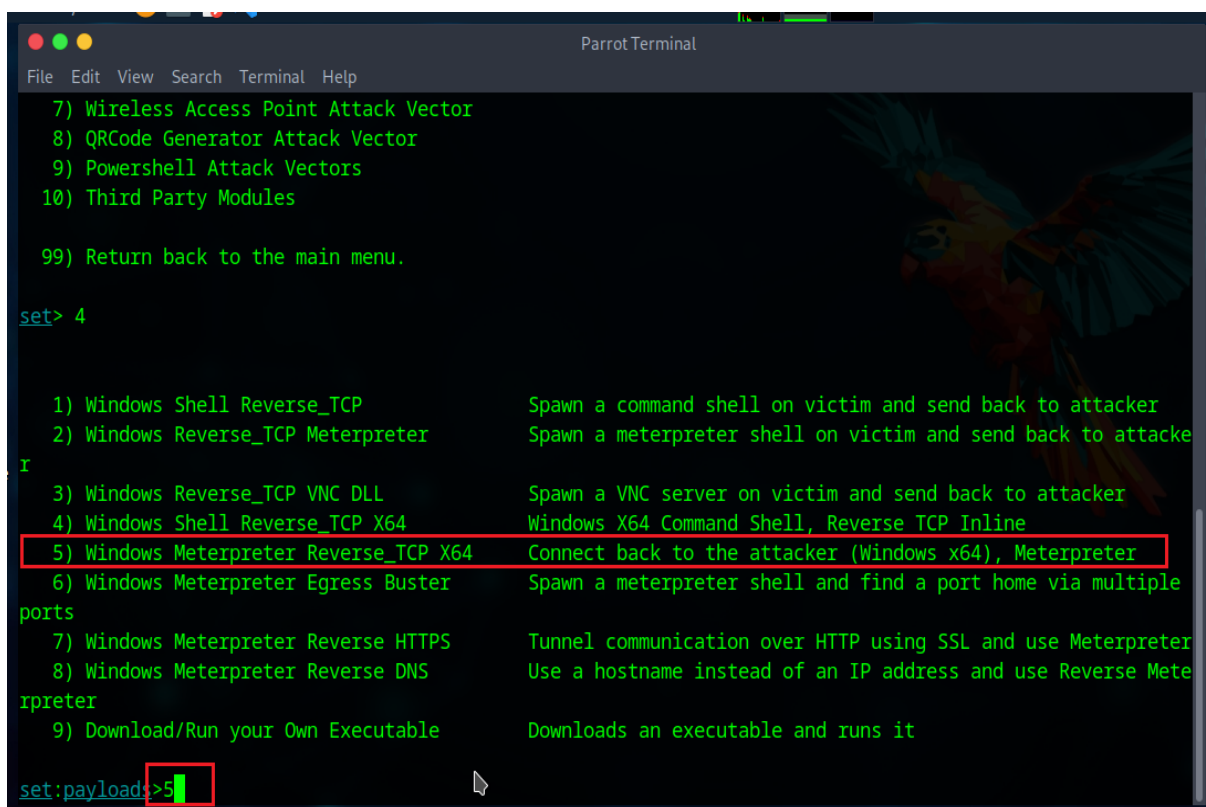 Parrot Terminal
File Edit View Search Terminal Help
7) Wireless Access Point Attack Vector
8) QRCode Generator Attack Vector
9) Powershell Attack Vectors
10) Third Party Modules
99) Return back to the main menu.
set> 4
1) Windows Shell Reverse_TCP Spawn a command shell on victim and send back to attacker
2) Windows Reverse_TCP Meterpreter Spawn a meterpreter shell on victim and send back to attacke
r
3) Windows Reverse_TCP VNC DLL Spawn a VNC server on victim and send back to attacker
4) Windows Shell Reverse_TCP X64 Windows X64 Command Shell, Reverse TCP Inline
5) Windows Meterpreter Reverse_TCP X64 Connect back to the attacker (Windows x64), Meterpreter
6) Windows Meterpreter Egress Buster Spawn a meterpreter shell and find a port home via multiple
ports
7) Windows Meterpreter Reverse HTTPS Tunnel communication over HTTP using SSL and use Meterpreter
8) Windows Meterpreter Reverse DNS Use a hostname instead of an IP address and use Reverse Mete
rpreter
9) Download/Run your Own Executable Downloads an executable and runs it
set:payloads>5